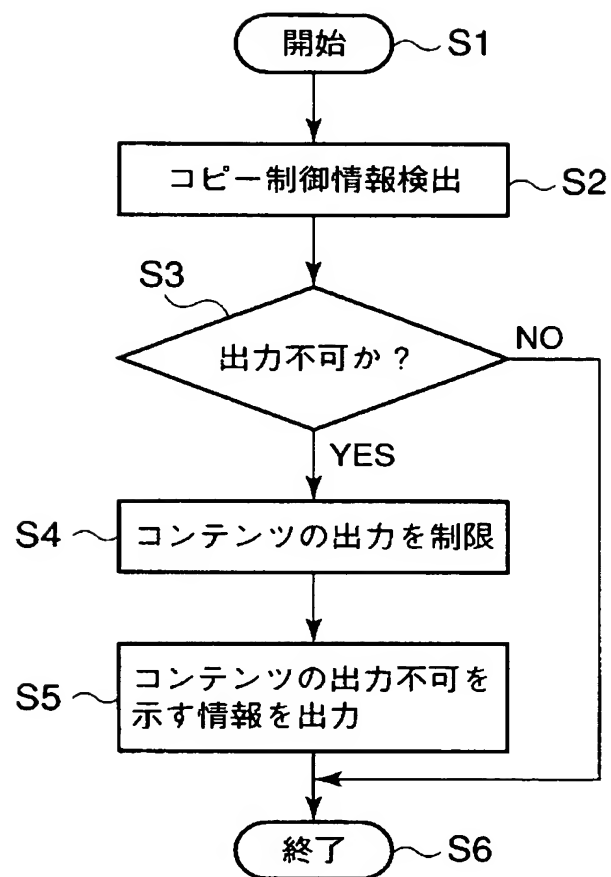 開始 S1
コピー制御情報検出 S2
S3
出力不可か？ NO
YES
S4 コンテンツの出力を制限
S5 コンテンツの出力不可を
示す情報を出力
終了 S6